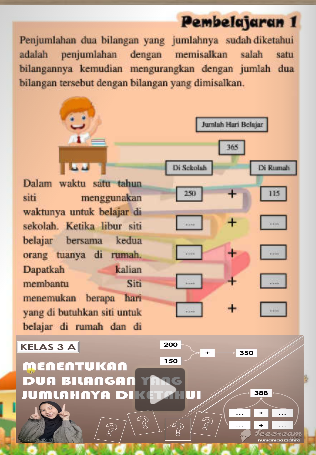 Pembelajaran 1
Penjumlahan dua bilangan yang jumlahnya sudah diketahui
adalah penjumlahan dengan memisalkan salah satu
bilangannya kemudian mengurangkan dengan jumlah dua
bilangan tersebut dengan bilangan yang dimisalkan.
Jumlah Hari Belajar
365
Di Sekolah Di Rumah
250 + 115
..... + .....
..... + .....
..... + .....
..... + .....
Dalam waktu satu tahun
siti menggunakan
waktunya untuk belajar di
sekolah. Ketika libur siti
belajar bersama kedua
orang tuanya di rumah.
Dapatkah kalian
membantu Siti
menemukan berapa hari
yang di butuhkan siti untuk
belajar di rumah dan di
KELAS 3 A
MENENTUKAN
DUA BILANGAN YANG
JUMLAHNYA DIKETAHUI
200
150
+
350
388
... + ...
... + ...
? ? ? ?